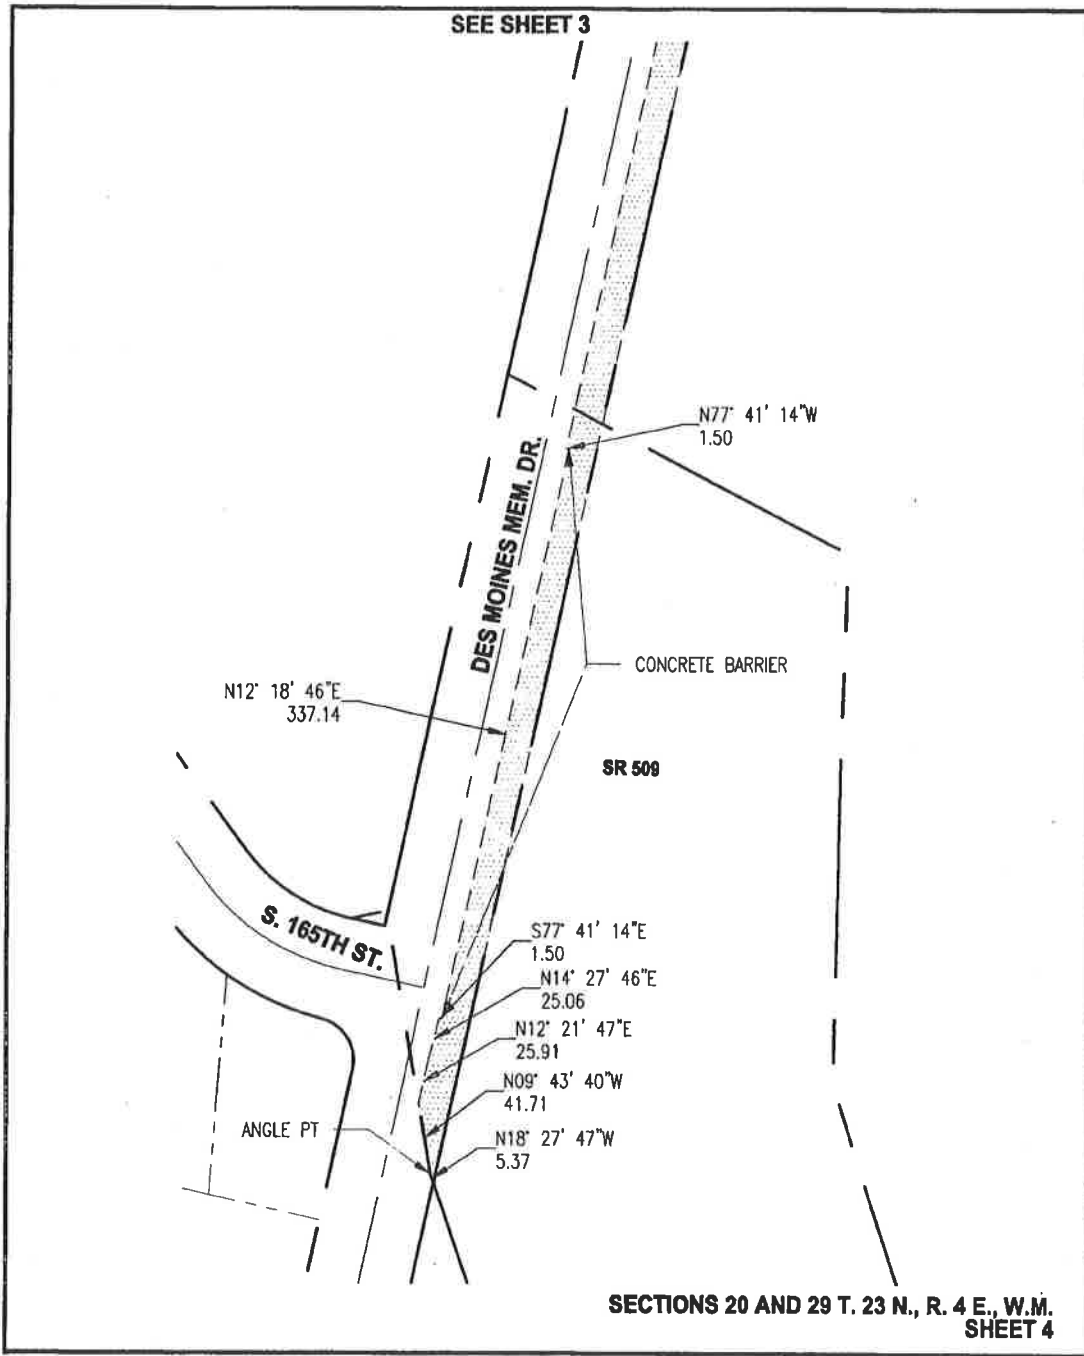 SEE SHEET 3
N77° 41' 14"W
1.50
DES MOINES MEM. DR.
CONCRETE BARRIER
N12° 18' 46"E
337.14
SR 509
S. 165TH ST.
S77° 41' 14"E
1.50
N14° 27' 46"E
25.06
N12° 21' 47"E
25.91
N09° 43' 40"W
41.71
ANGLE PT
N18° 27' 47"W
5.37
SECTIONS 20 AND 29 T. 23 N., R. 4 E., W.M.
SHEET 4